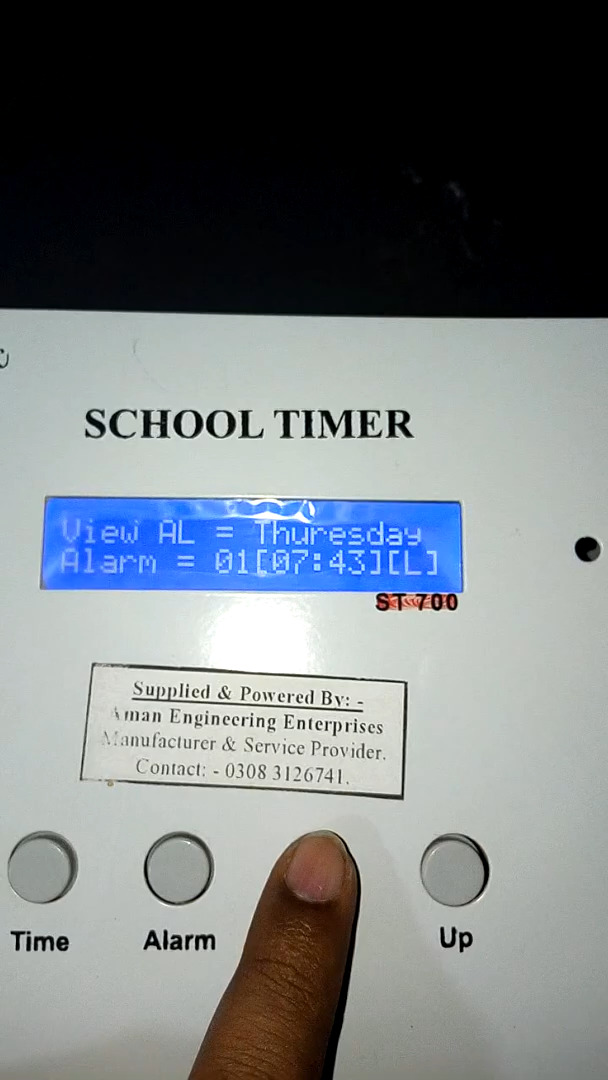 SCHOOL TIMER
View AL = Thuresday
Alarm = 01[07:43][L]
ST-700
Supplied & Powered By: -
Aman Engineering Enterprises
Manufacturer & Service Provider.
Contact: - 0308 3126741.
Time
Alarm
Up